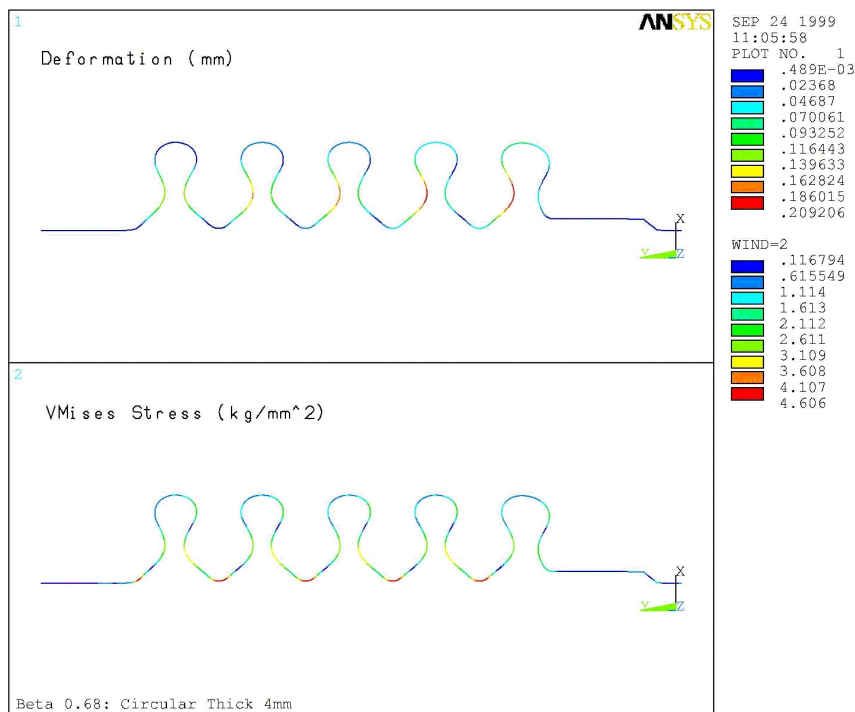 1
ANSYS
Deformation (mm)
X
Y
Z
2
VMises Stress (kg/mm^2)
X
Y
Z
Beta 0.68: Circular Thick 4mm
SEP 24 1999
11:05:58
PLOT NO. 1
.489E-03
.02368
.04687
.070061
.093252
.116443
.139633
.162824
.186015
.209206
WIND=2
.116794
.615549
1.114
1.613
2.112
2.611
3.109
3.608
4.107
4.606